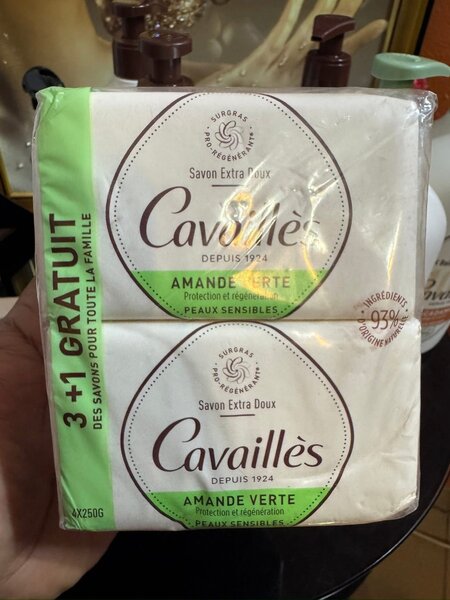 3 +1 GRATUIT
DES SAVONS POUR TOUTE LA FAMILLE
4X250G
SURGRAS
PRO-RÉGÉNÉRANT*
Savon Extra Doux
Cavaillès
DEPUIS 1924
AMANDE VERTE
Protection et régénération
PEAUX SENSIBLES
INGRÉDIENTS
93%
D'ORIGINE NATURELLE
SURGRAS
PRO-RÉGÉNÉRANT*
Savon Extra Doux
Cavaillès
DEPUIS 1924
AMANDE VERTE
Protection et régénération
PEAUX SENSIBLES